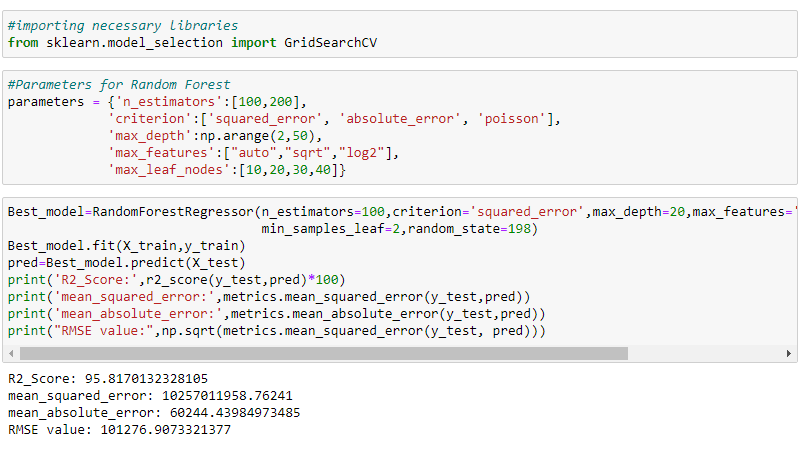 #importing necessary libraries
from sklearn.model_selection import GridSearchCV
#Parameters for Random Forest
parameters = {'n_estimators':[100,200],
'criterion':['squared_error', 'absolute_error', 'poisson'],
'max_depth':np.arange(2,50),
'max_features':["auto","sqrt","log2"],
'max_leaf_nodes':[10,20,30,40]}
Best_model=RandomForestRegressor(n_estimators=100,criterion='squared_error',max_depth=20,max_features='
min_samples_leaf=2,random_state=198)
Best_model.fit(X_train,y_train)
pred=Best_model.predict(X_test)
print('R2_Score:',r2_score(y_test,pred)*100)
print('mean_squared_error:',metrics.mean_squared_error(y_test,pred))
print('mean_absolute_error:',metrics.mean_absolute_error(y_test,pred))
print("RMSE value:",np.sqrt(metrics.mean_squared_error(y_test, pred)))
R2_Score: 95.8170132328105
mean_squared_error: 10257011958.76241
mean_absolute_error: 60244.43984973485
RMSE value: 101276.9073321377